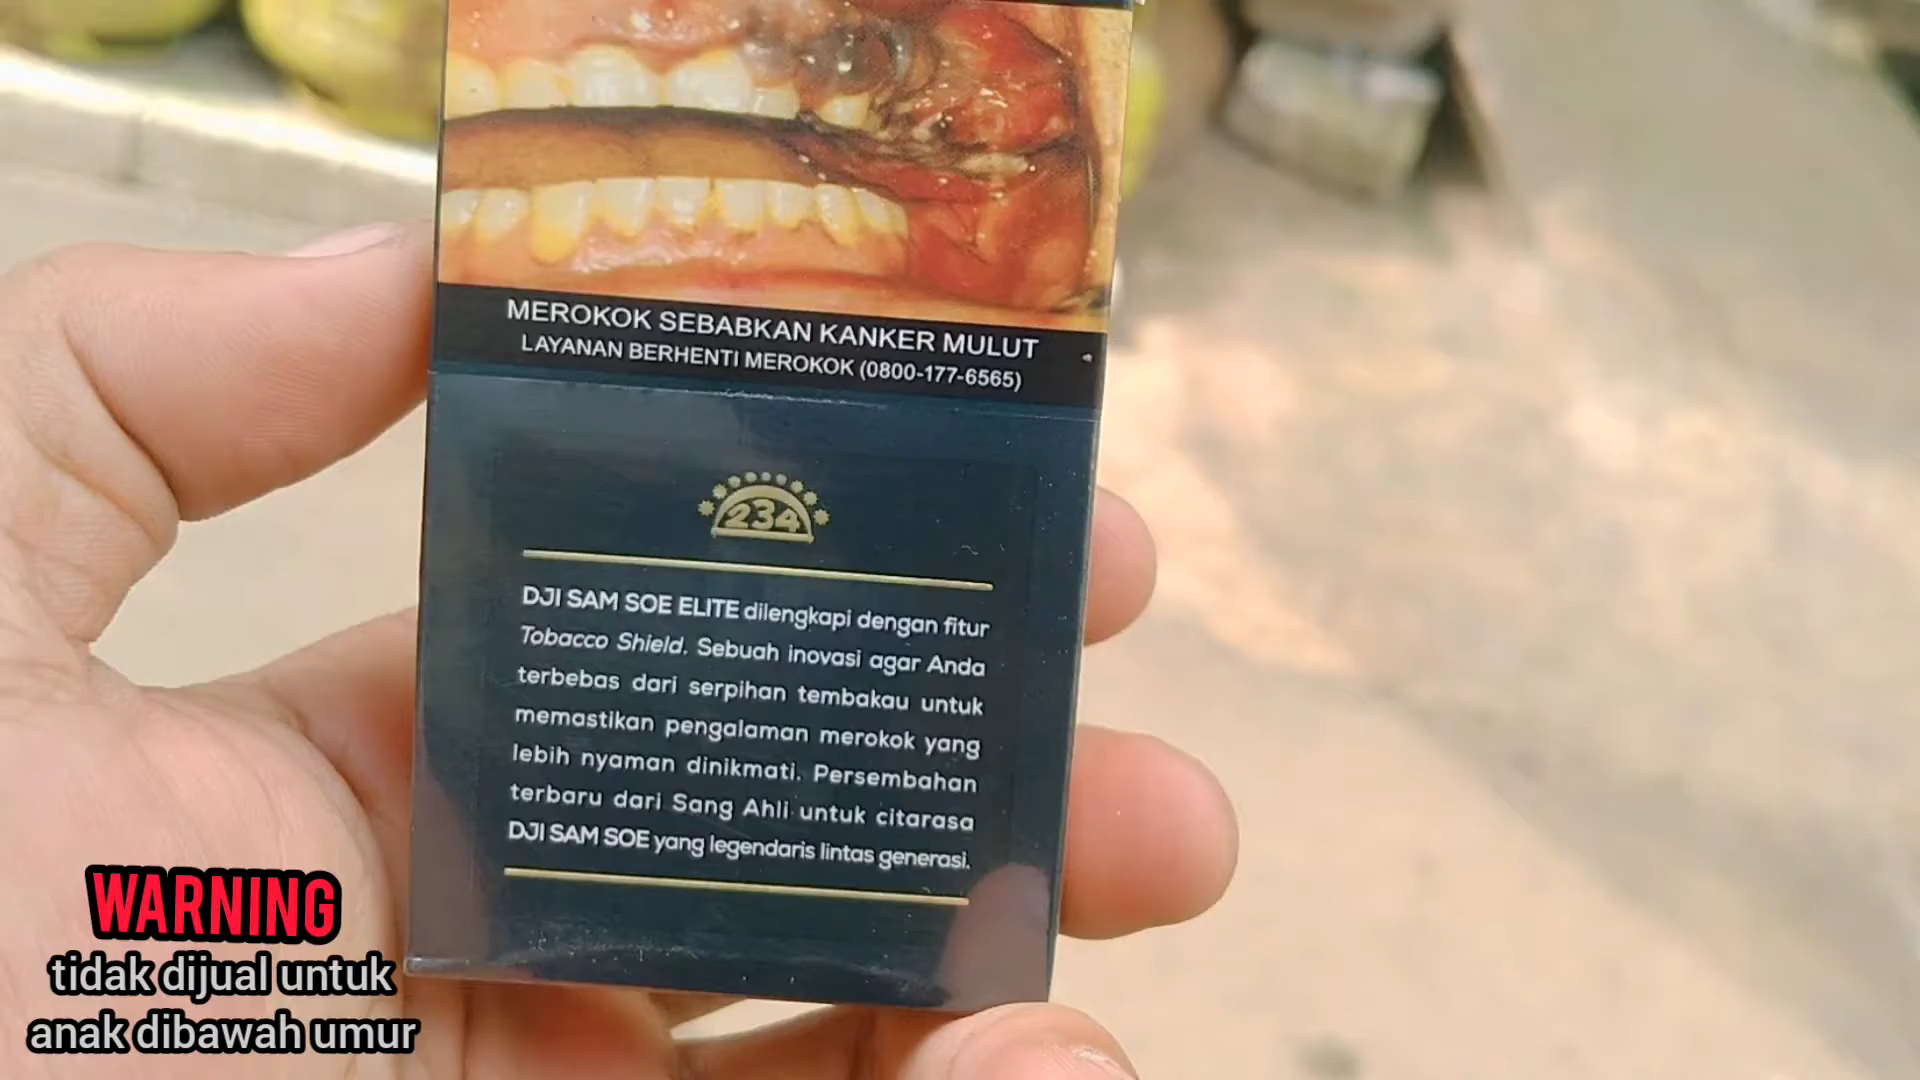 MEROKOK SEBABKAN KANKER MULUT
LAYANAN BERHENTI MEROKOK (0800-177-6565)
234
DJI SAM SOE ELITE dilengkapi dengan fitur
Tobacco Shield. Sebuah inovasi agar Anda
terbebas dari serpihan tembakau untuk
memastikan pengalaman merokok yang
lebih nyaman dinikmati. Persembahan
terbaru dari Sang Ahli untuk citarasa
DJI SAM SOE yang legendaris lintas generasi.
WARNING
tidak dijual untuk
anak dibawah umur